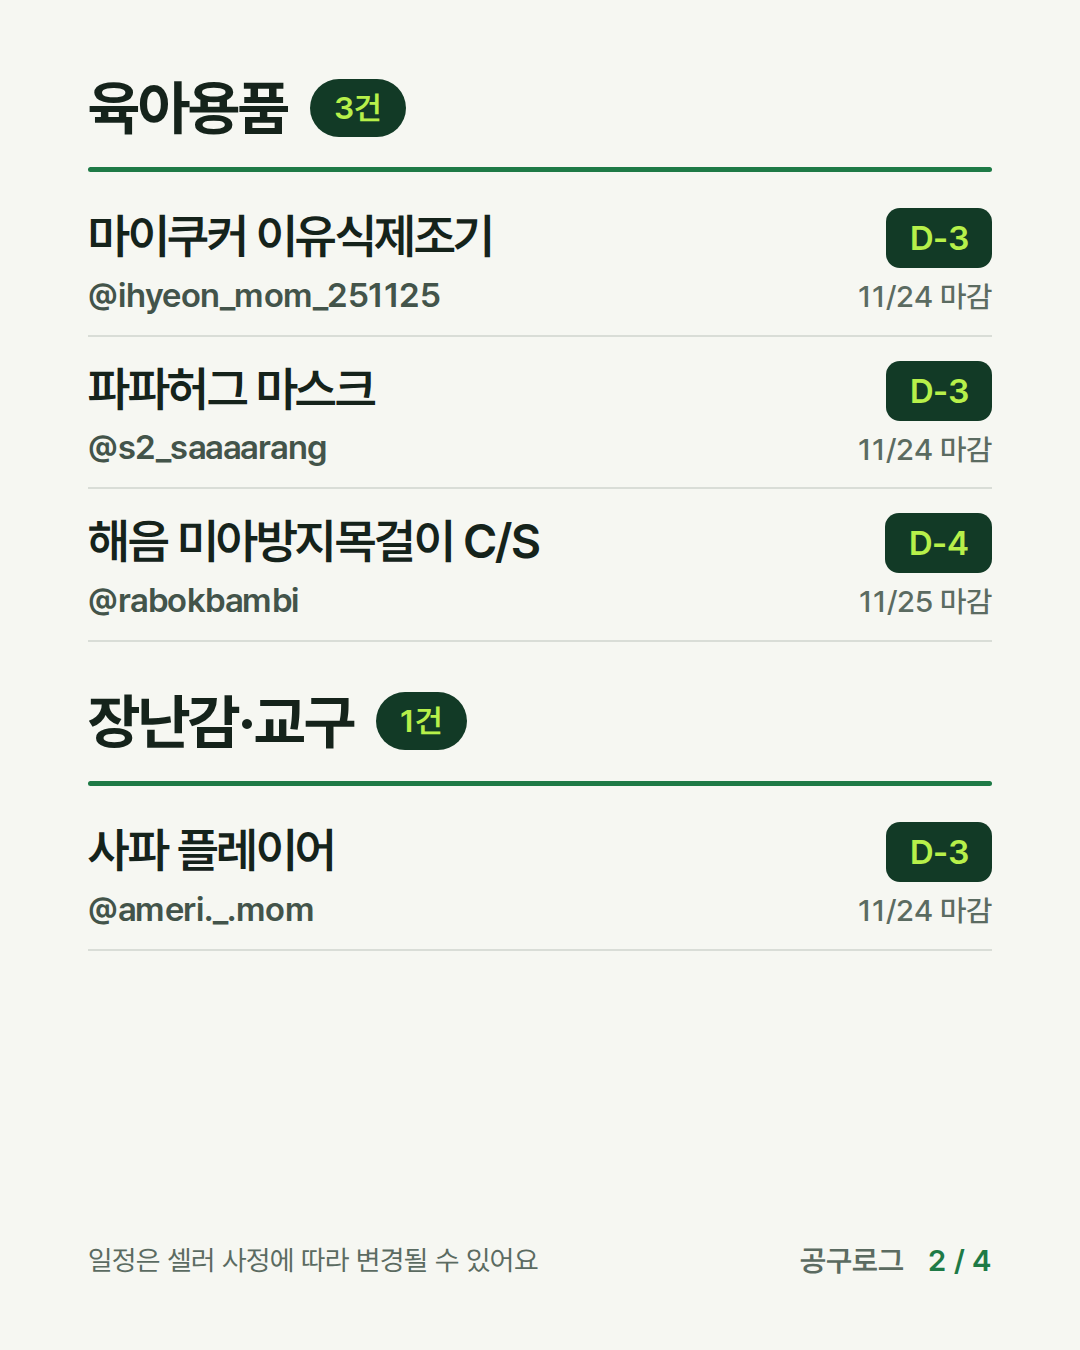 육아용품 3건
마이쿡커 이유식제조기 D-3
@ihyeon_mom_251125 11/24 마감
파파허그 마스크 D-3
@s2_saaaarang 11/24 마감
해음 미아방지목걸이 C/S D-4
@rabokbambi 11/25 마감
장난감·교구 1건
사파 플레이어 D-3
@ameri._.mom 11/24 마감
일정은 셀러 사정에 따라 변경될 수 있어요 공구로그 2 / 4